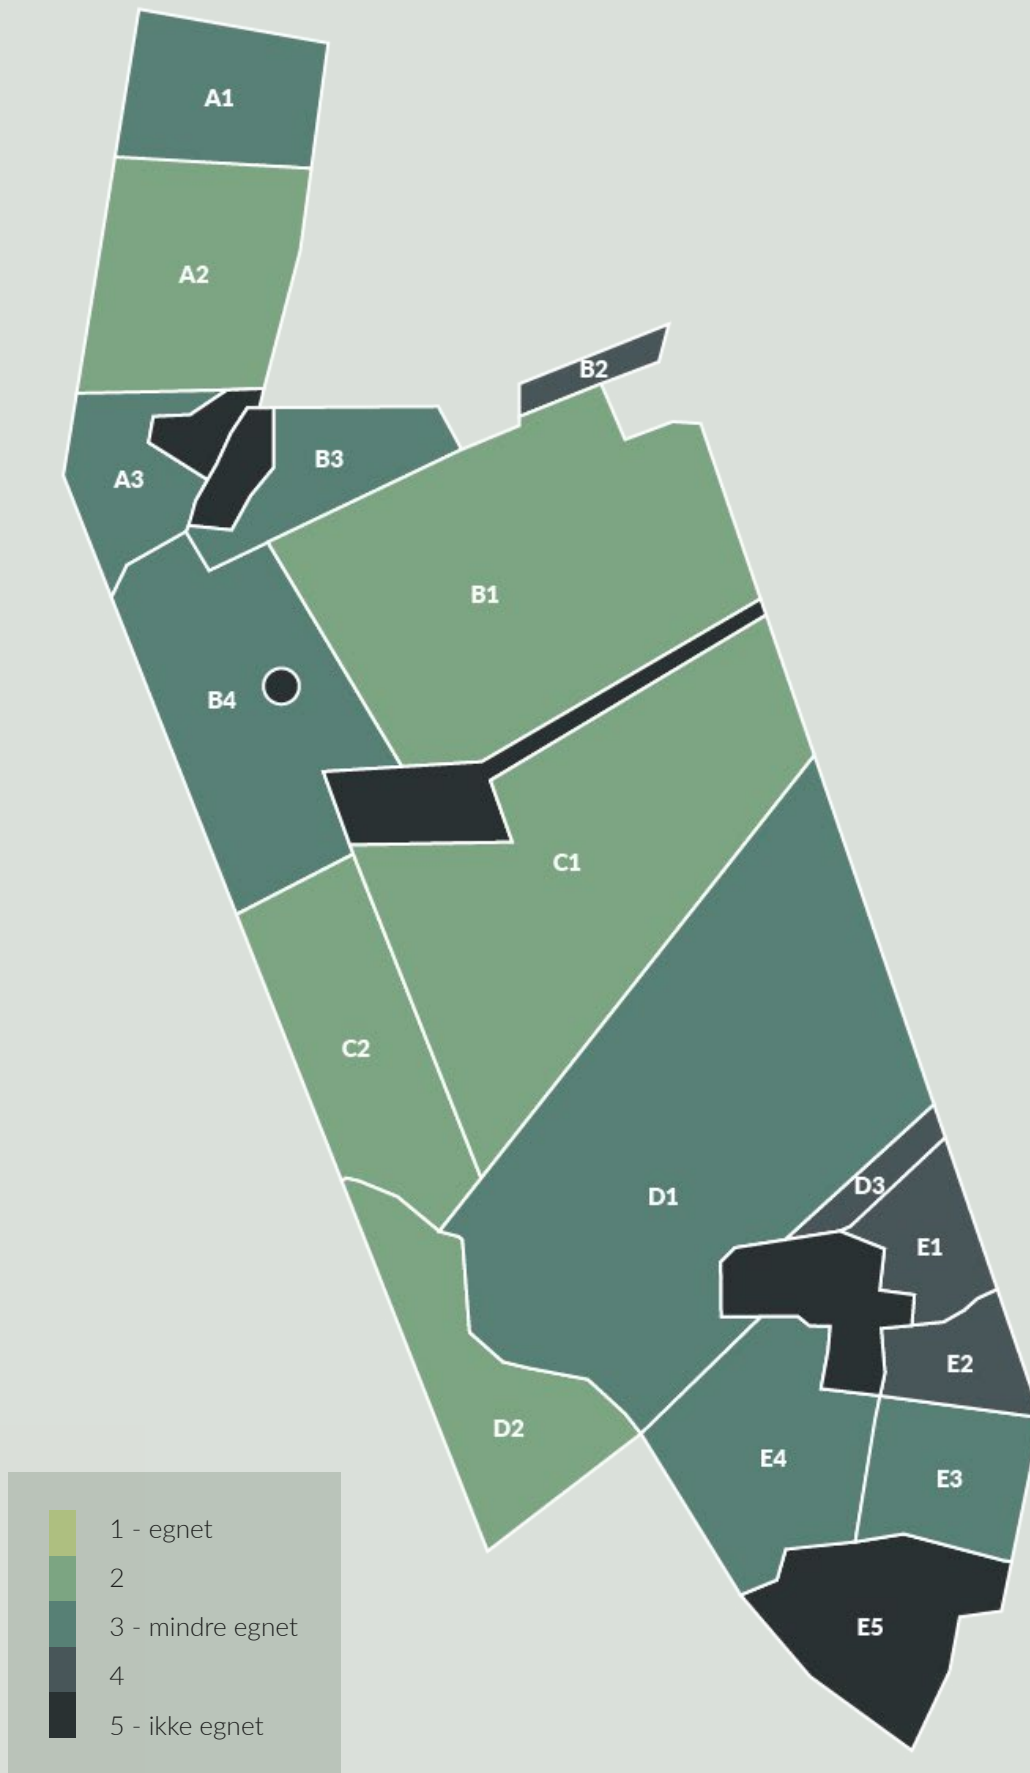 A1
A2
B2
B3
A3
B1
B4
C1
C2
D3
D1
E1
E2
D2
E4
E3
E5
1 - egnet
2
3 - mindre egnet
4
5 - ikke egnet